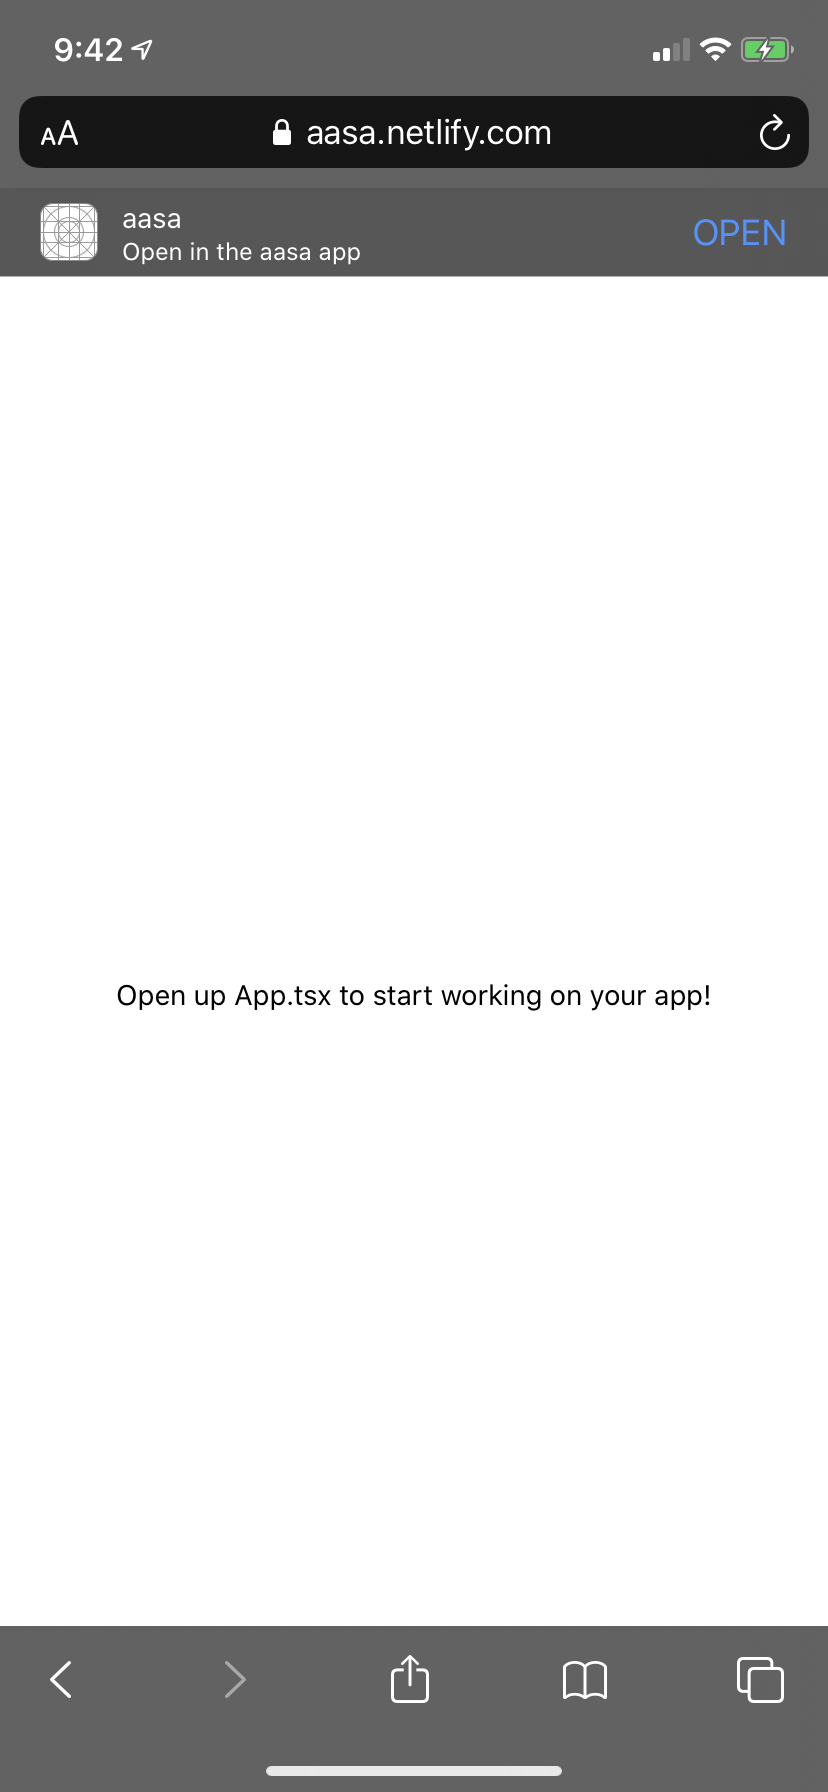 9:42
AA
aasa.netlify.com
aasa
Open in the aasa app
OPEN
Open up App.tsx to start working on your app!